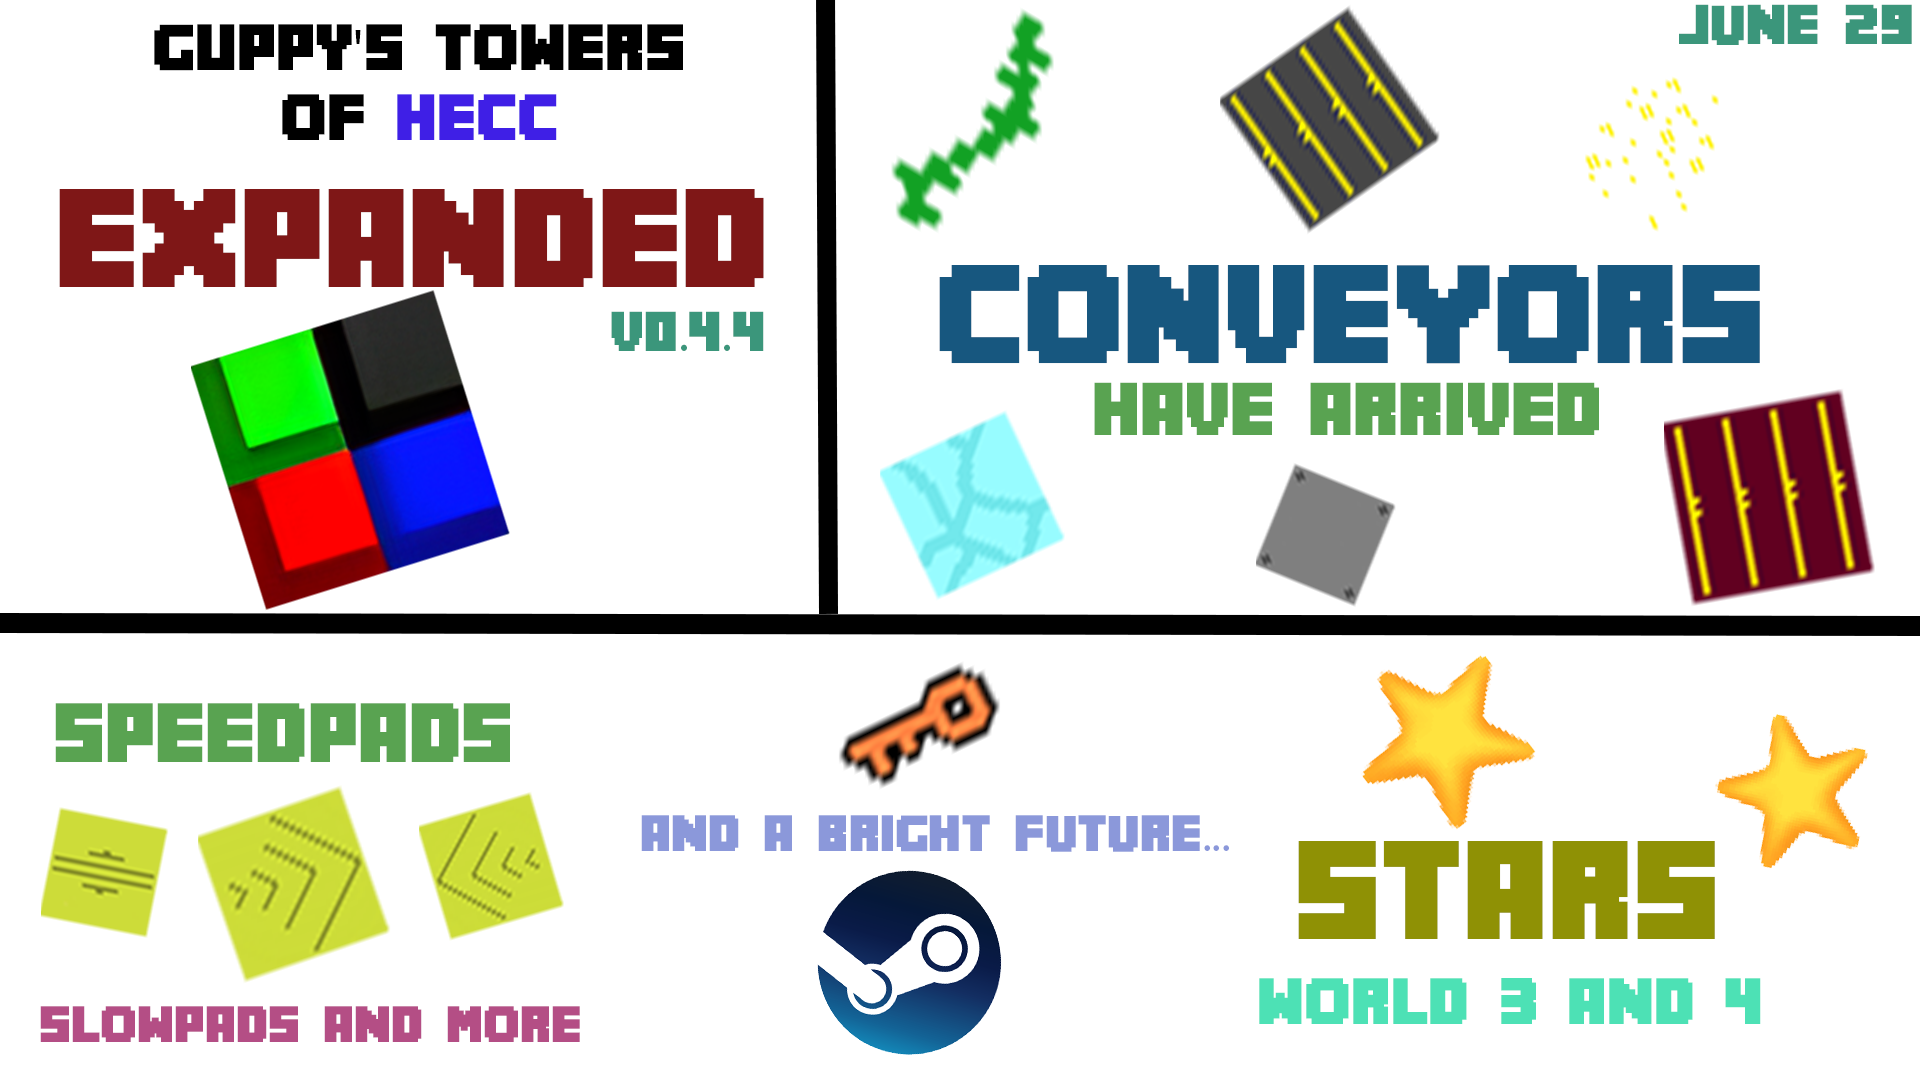 GUPPY'S TOWERS
OF HECC
EXPANDED
V0.4.4
JUNE 29
CONVEYORS
HAVE ARRIVED
SPEEDPADS
SLOWPADS AND MORE
AND A BRIGHT FUTURE...
STARS
WORLD 3 AND 4